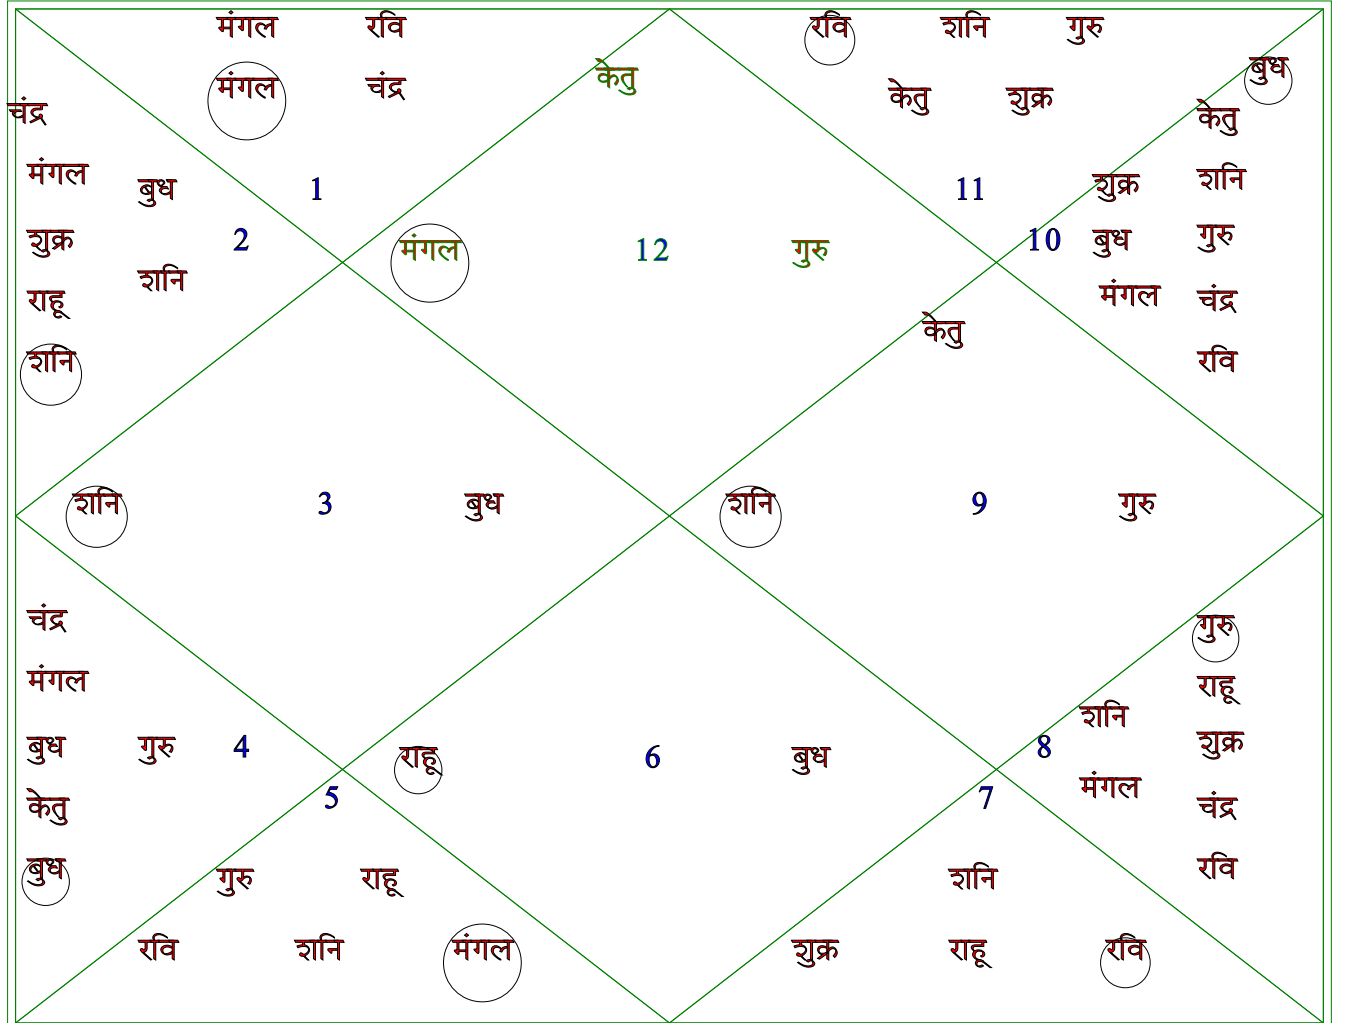 मंगल रवि रवि शनि गुरु
मंगल चंद्र केतु केतु शुक्र बुध
चंद्र केतु
मंगल बुध 1 11 शुक्र शनि
शुक्र 2 मंगल 12 गुरु 10 बुध गुरु
राहू शनि केतु मंगल चंद्र
शनि रवि
शनि 3 बुध शनि 9 गुरु
चंद्र गुरु
मंगल राहू
बुध गुरु 4 राहू 6 बुध शनि 8 शुक्र
केतु 5 7 मंगल चंद्र
बुध गुरु राहू शनि रवि
रवि शनि मंगल शुक्र राहू रवि